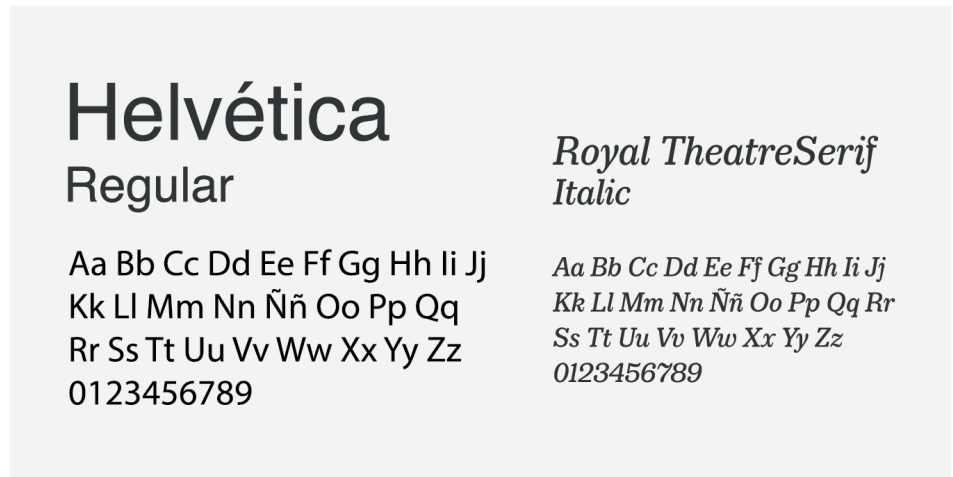 Helvética
Regular
Aa Bb Cc Dd Ee Ff Gg Hh Ii Jj
Kk Ll Mm Nn Ññ Oo Pp Qq
Rr Ss Tt Uu Vv Ww Xx Yy Zz
0123456789
Royal TheatreSerif
Italic
Aa Bb Cc Dd Ee Ff Gg Hh Ii Jj
Kk Ll Mm Nn Ññ Oo Pp Qq Rr
Ss Tt Uu Vv Ww Xx Yy Zz
0123456789